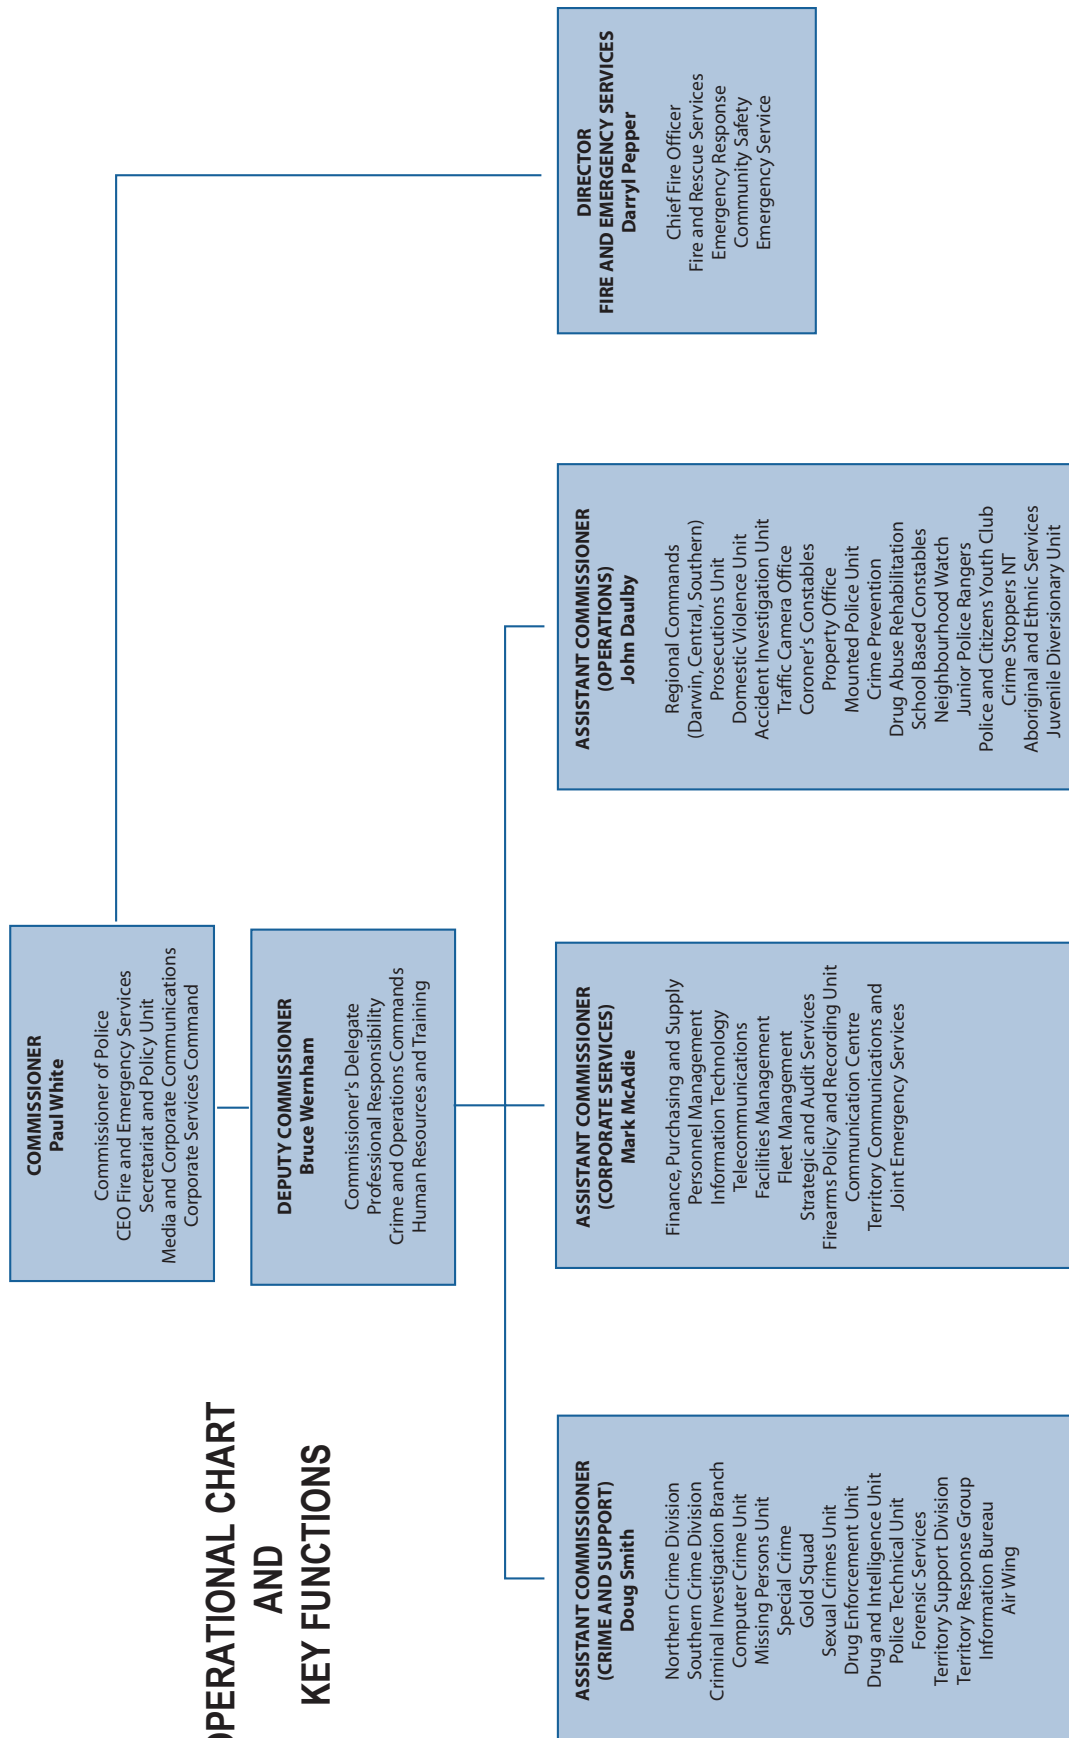 OPERATIONAL CHART
AND
KEY FUNCTIONS
COMMISSIONER
Paul White
Commissioner of Police
CEO Fire and Emergency Services
Secretariat and Policy Unit
Media and Corporate Communications
Corporate Services Command
DEPUTY COMMISSIONER
Bruce Wernham
Commissioner's Delegate
Professional Responsibility
Crime and Operations Commands
Human Resources and Training
ASSISTANT COMMISSIONER
(CRIME AND SUPPORT)
Doug Smith
Northern Crime Division
Southern Crime Division
Criminal Investigation Branch
Computer Crime Unit
Missing Persons Unit
Special Crime
Gold Squad
Sexual Crimes Unit
Drug Enforcement Unit
Drug and Intelligence Unit
Police Technical Unit
Forensic Services
Territory Support Division
Territory Response Group
Information Bureau
Air Wing
ASSISTANT COMMISSIONER
(CORPORATE SERVICES)
Mark McAdie
Finance, Purchasing and Supply
Personnel Management
Information Technology
Telecommunications
Facilities Management
Fleet Management
Strategic and Audit Services
Firearms Policy and Recording Unit
Communication Centre
Territory Communications and
Joint Emergency Services
ASSISTANT COMMISSIONER
(OPERATIONS)
John Daulby
Regional Commands
(Darwin, Central, Southern)
Prosecutions Unit
Domestic Violence Unit
Accident Investigation Unit
Traffic Camera Office
Coroner's Constables
Property Office
Mounted Police Unit
Crime Prevention
Drug Abuse Rehabilitation
School Based Constables
Neighbourhood Watch
Junior Police Rangers
Police and Citizens Youth Club
Crime Stoppers NT
Aboriginal and Ethnic Services
Juvenile Diversionary Unit
DIRECTOR
FIRE AND EMERGENCY SERVICES
Darryl Pepper
Chief Fire Officer
Fire and Rescue Services
Emergency Response
Community Safety
Emergency Service